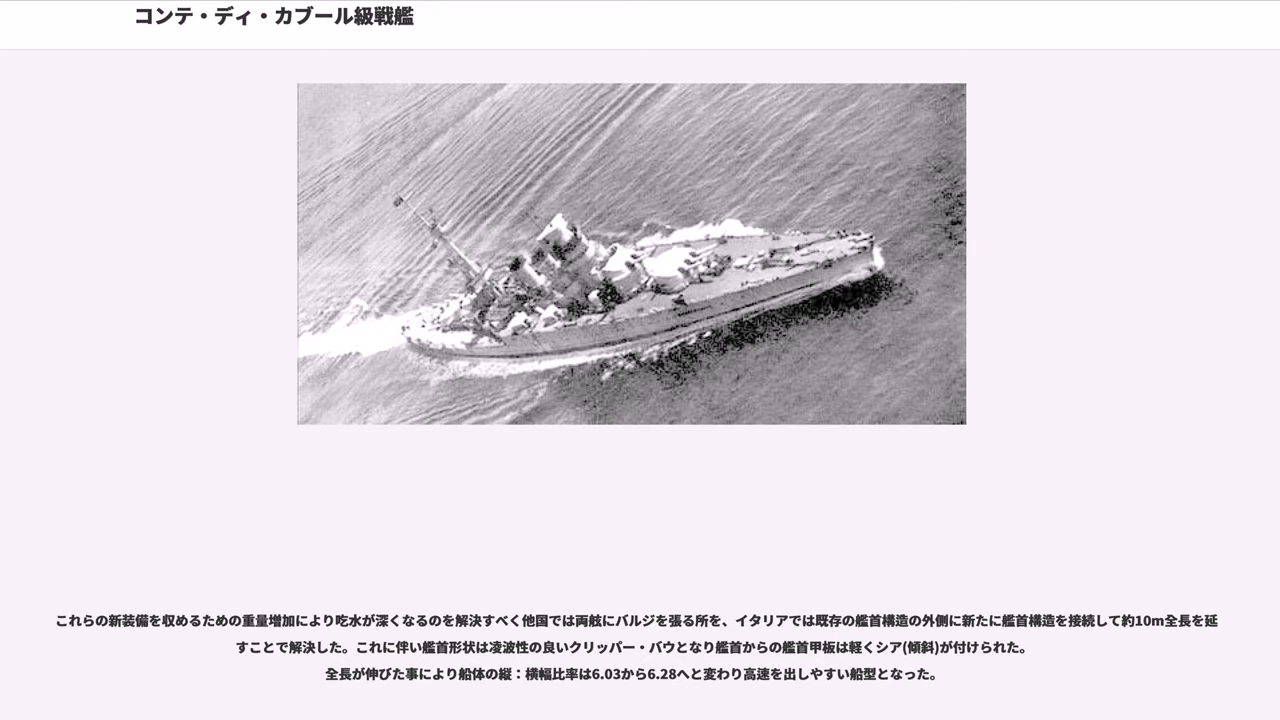 コンテ・ディ・カブール級戦艦
これらの新装備を収めるための重量増加により吃水が深くなるのを解決すべく他国では両舷にバルジを張る所を、イタリアでは既存の艦首構造の外側に新たに艦首構造を接続して約10m全長を延
すことで解決した。これに伴い艦首形状は凌波性の良いクリッパー・バウとなり艦首からの艦首甲板は軽くシア(傾斜)が付けられた。
全長が伸びた事により船体の縦：横幅比率は6.03から6.28へと変わり高速を出しやすい船型となった。